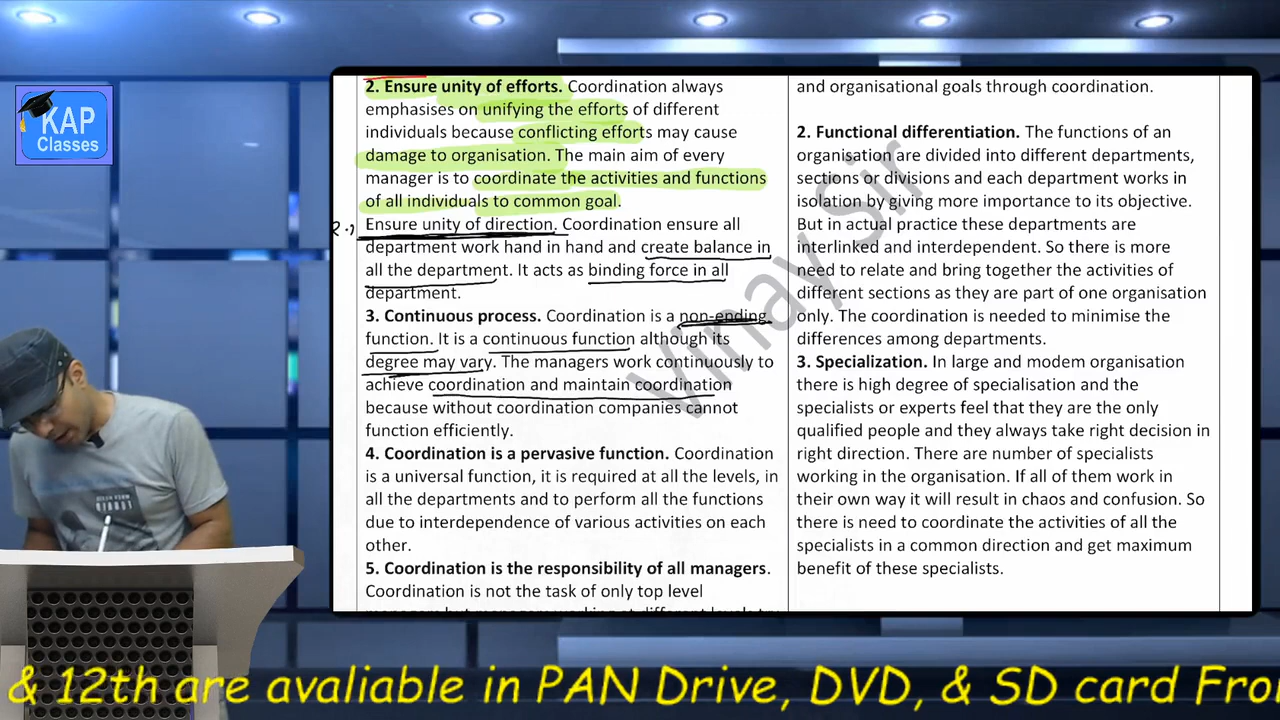 KAP
Classes
2. Ensure unity of efforts. Coordination always
emphasises on unifying the efforts of different
individuals because conflicting efforts may cause
damage to organisation. The main aim of every
manager is to coordinate the activities and functions
of all individuals to common goal.
2.1
Ensure unity of direction. Coordination ensure all
department work hand in hand and create balance in
all the department. It acts as binding force in all
department.
3. Continuous process. Coordination is a non-ending
function. It is a continuous function although its
degree may vary. The managers work continuously to
achieve coordination and maintain coordination
because without coordination companies cannot
function efficiently.
4. Coordination is a pervasive function. Coordination
is a universal function, it is required at all the levels, in
all the departments and to perform all the functions
due to interdependence of various activities on each
other.
5. Coordination is the responsibility of all managers.
Coordination is not the task of only top level
and organisational goals through coordination.
2. Functional differentiation. The functions of an
organisation are divided into different departments,
sections or divisions and each department works in
isolation by giving more importance to its objective.
But in actual practice these departments are
interlinked and interdependent. So there is more
need to relate and bring together the activities of
different sections as they are part of one organisation
only. The coordination is needed to minimise the
differences among departments.
3. Specialization. In large and modem organisation
there is high degree of specialisation and the
specialists or experts feel that they are the only
qualified people and they always take right decision in
right direction. There are number of specialists
working in the organisation. If all of them work in
their own way it will result in chaos and confusion. So
there is need to coordinate the activities of all the
specialists in a common direction and get maximum
benefit of these specialists.
Vinay Sir
& 12th are avaliable in PAN Drive, DVD, & SD card Fro